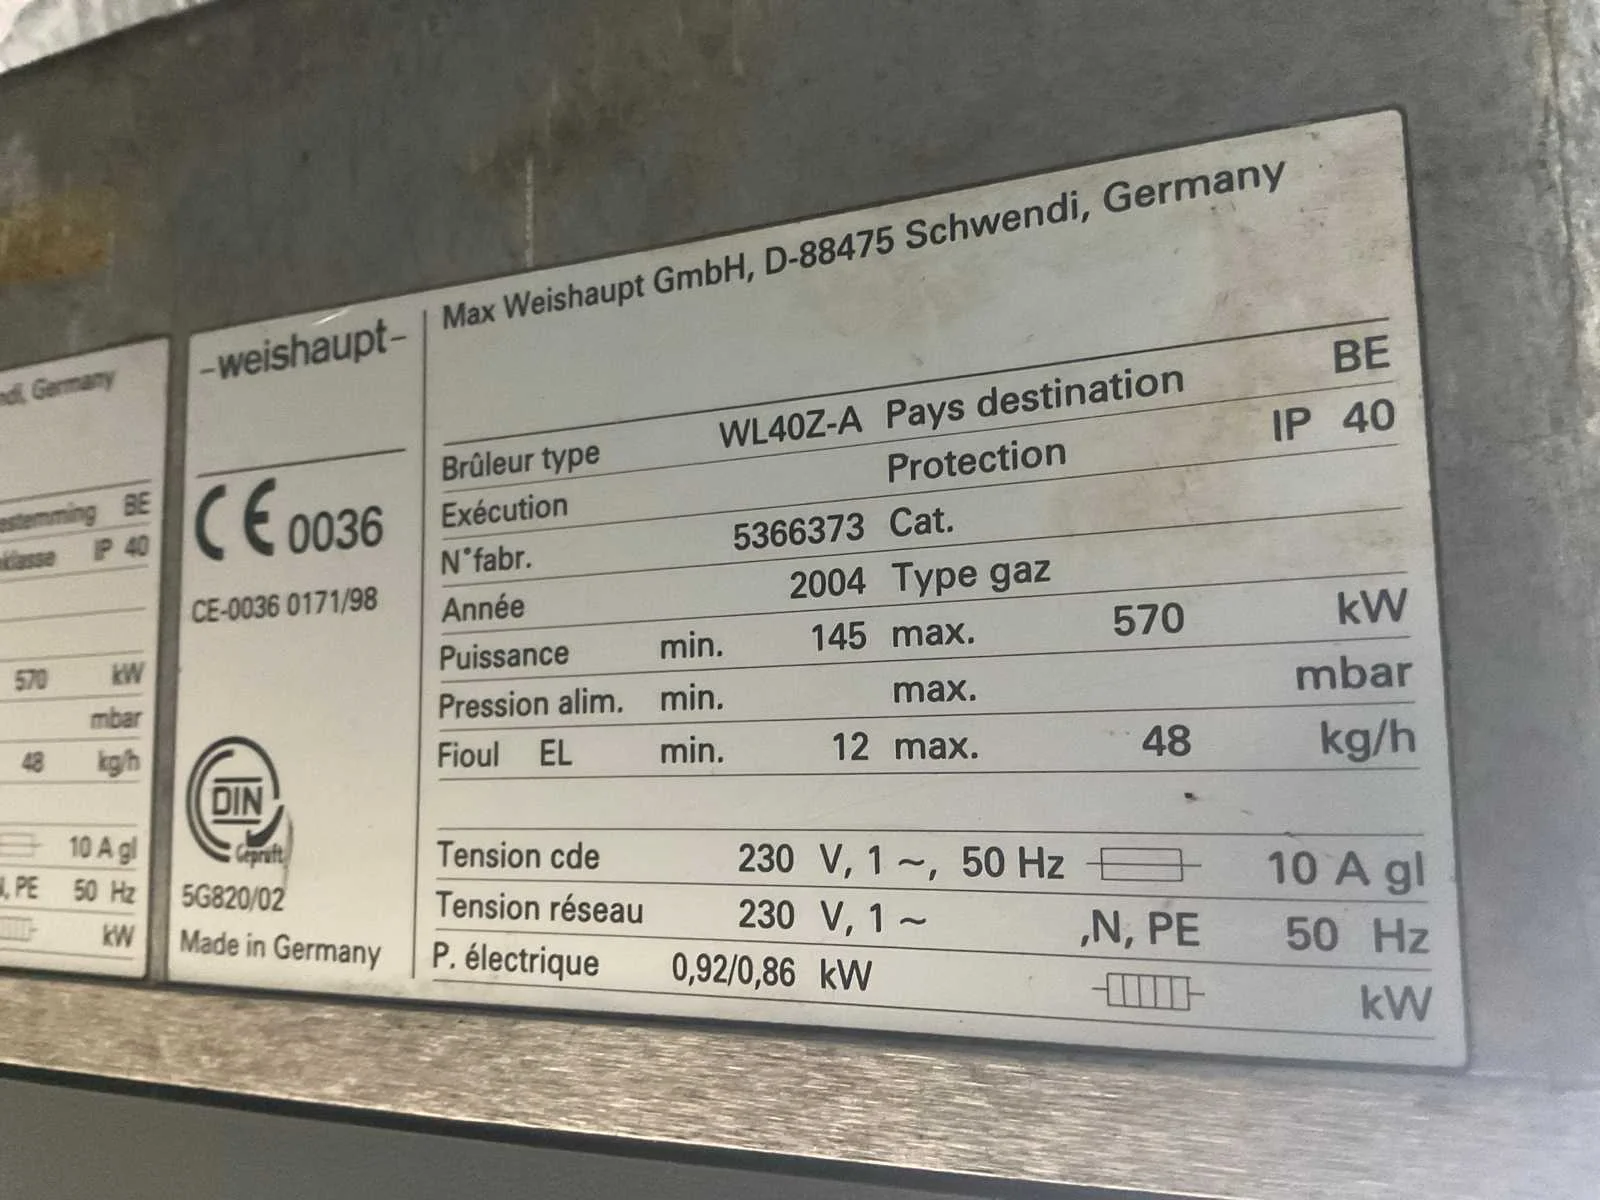 ndi, Germany
estemming BE
klasse IP 40
570 kW
mbar
48 kg/h
10 A gl
, PE 50 Hz
kW
-weishaupt-
CE 0036
CE-0036 0171/98
DIN
Geprüft
5G820/02
Made in Germany
Max Weishaupt GmbH, D-88475 Schwendi, Germany
Brûleur type WL40Z-A Pays destination BE
Exécution Protection IP 40
N°fabr. 5366373 Cat.
Année 2004 Type gaz
Puissance min. 145 max. 570 kW
Pression alim. min. max. mbar
Fioul EL min. 12 max. 48 kg/h
Tension cde 230 V, 1 ~, 50 Hz 10 A gl
Tension réseau 230 V, 1 ~ ,N, PE 50 Hz
P. électrique 0,92/0,86 kW kW